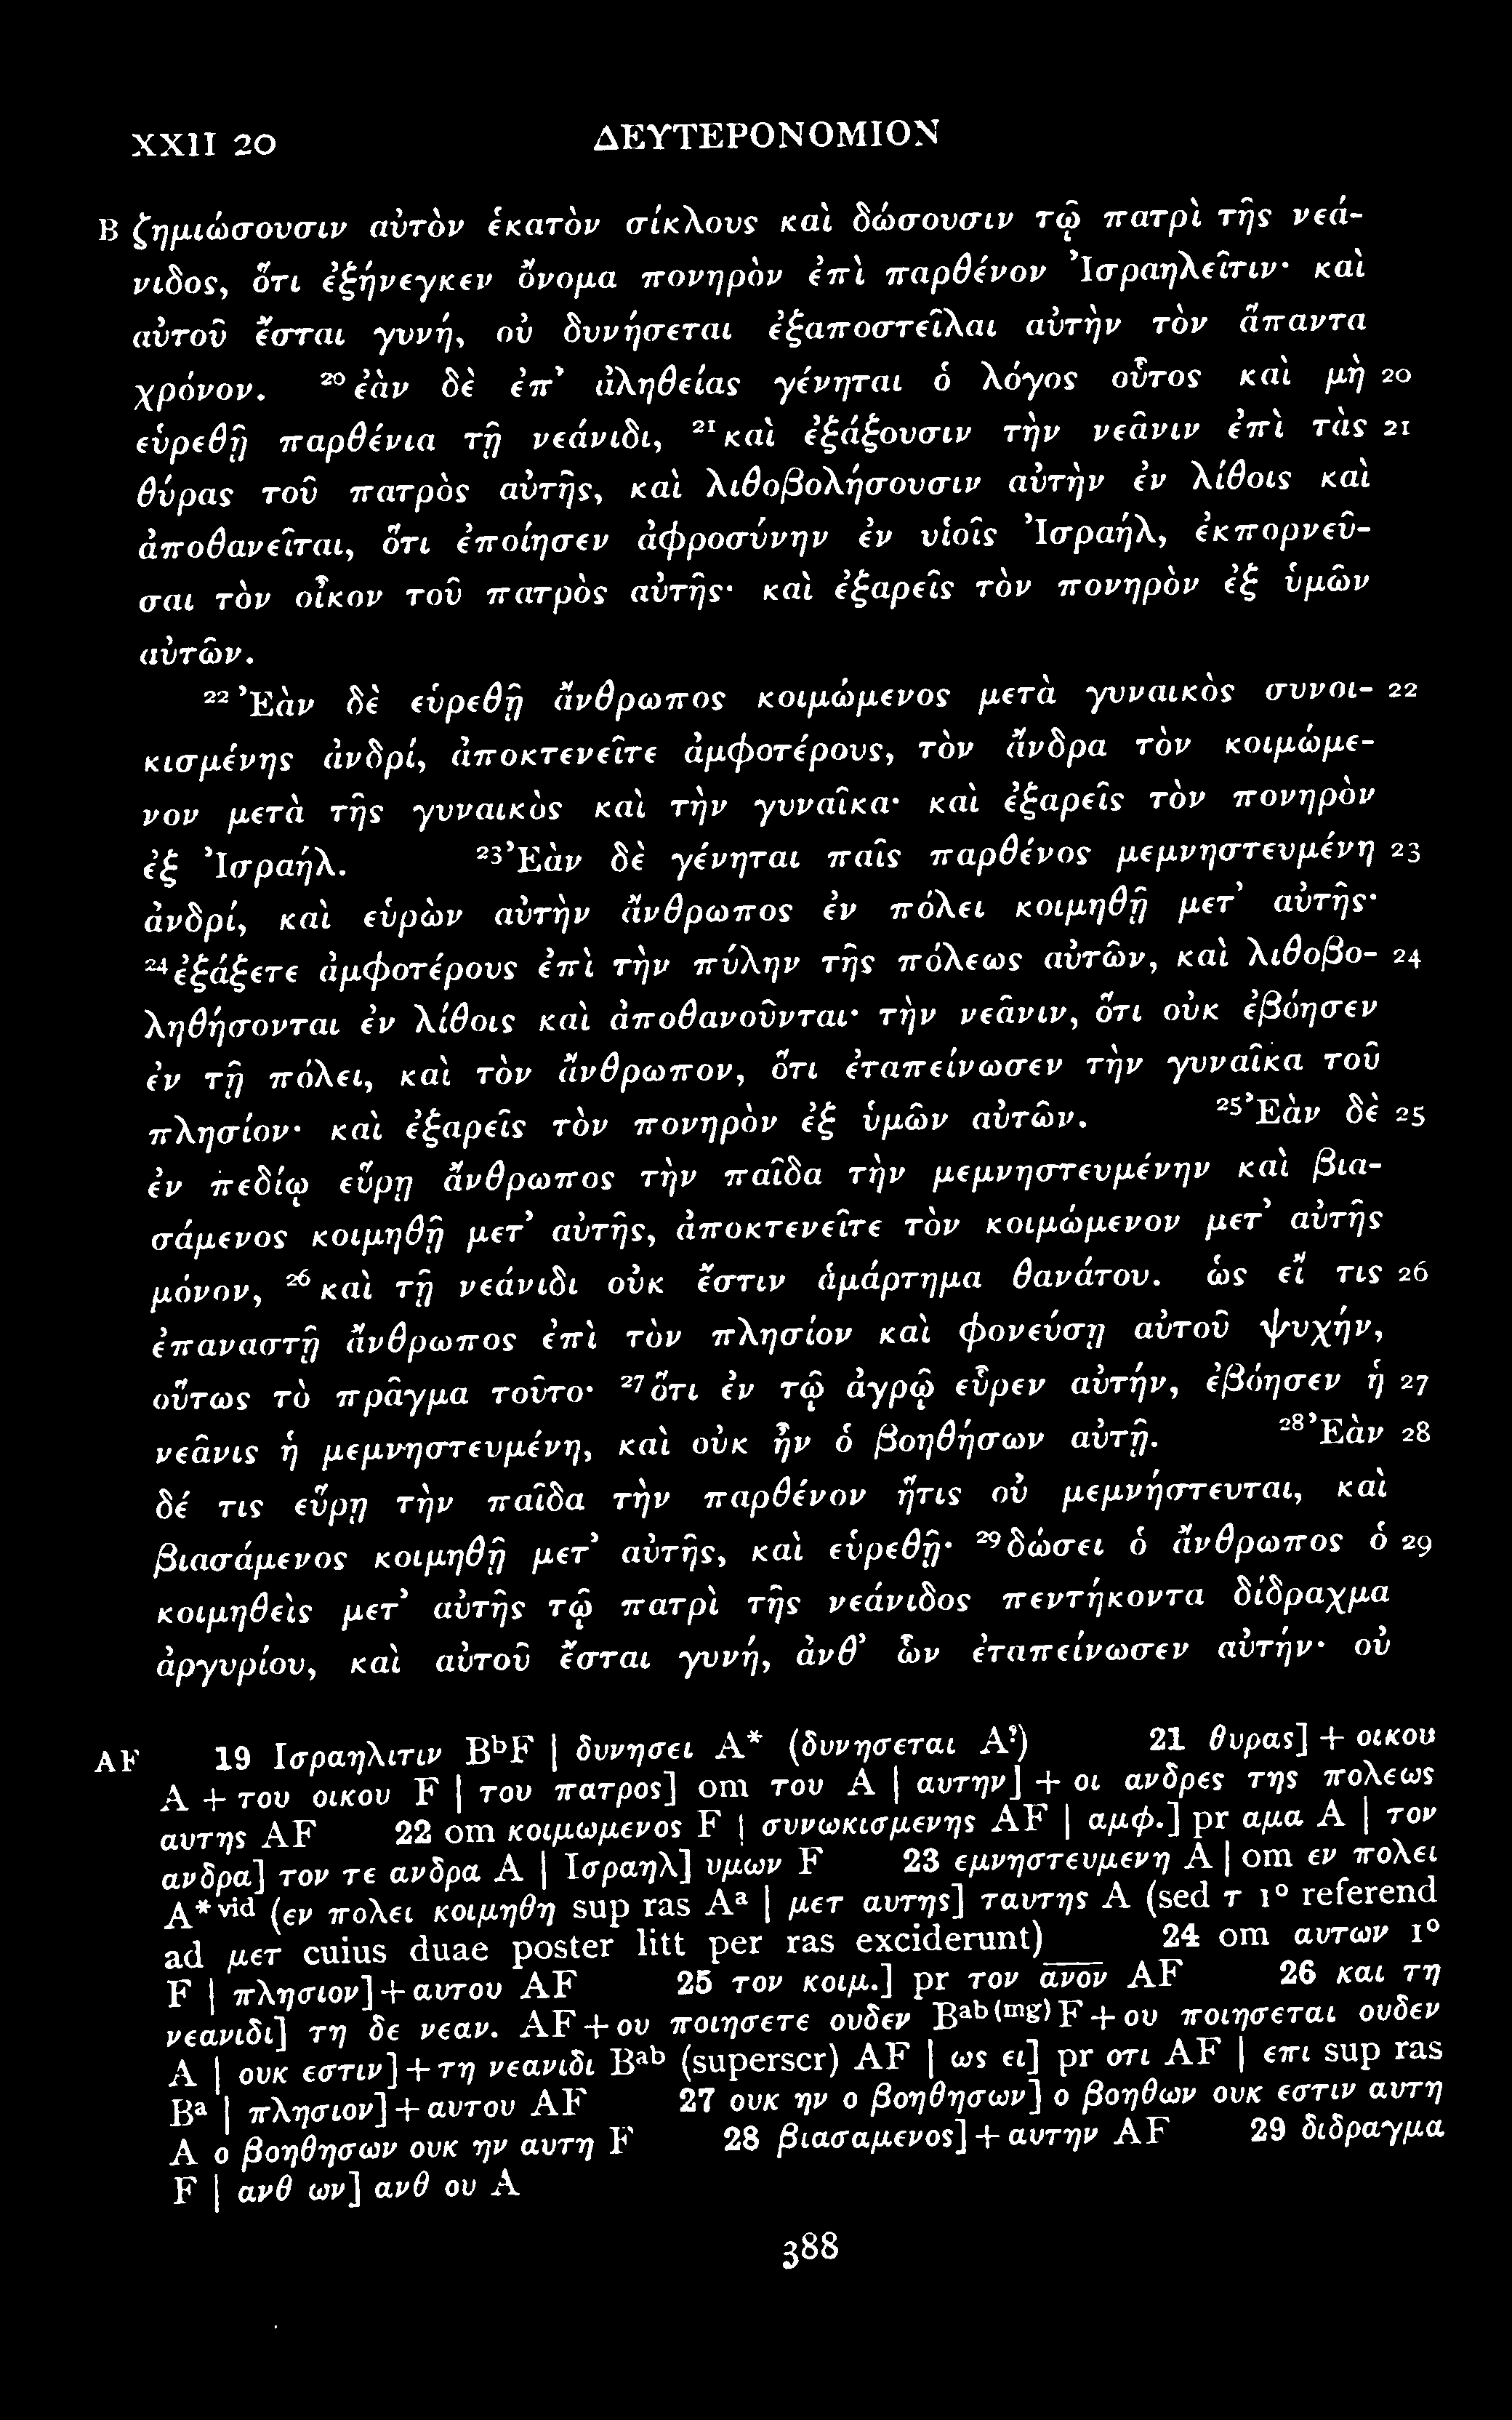 XXII 20 ΔΕΥΤΕΡΟΝΟΜΙΟΝ
B ζημιώσουσιν αὐτὸν ἑκατὸν σίκλους καὶ δώσουσιν τῷ πατρὶ τῆς νεά-
νιδος, ὅτι ἐξήνεγκεν ὄνομα πονηρὸν ἐπὶ παρθένον Ἰσραηλεῖτιν· καὶ
αὐτοῦ ἔσται γυνή, οὐ δυνήσεται ἐξαποστεῖλαι αὐτὴν τὸν ἅπαντα
χρόνον. ²⁰ἐὰν δὲ ἐπ’ ἀληθείας γένηται ὁ λόγος οὗτος καὶ μὴ 20
εὑρεθῇ παρθένια τῇ νεάνιδι, ²¹καὶ ἐξάξουσιν τὴν νεᾶνιν ἐπὶ τὰς 21
θύρας τοῦ πατρὸς αὐτῆς, καὶ λιθοβολήσουσιν αὐτὴν ἐν λίθοις καὶ
ἀποθανεῖται, ὅτι ἐποίησεν ἀφροσύνην ἐν υἱοῖς Ἰσραήλ, ἐκπορνεῦ-
σαι τὸν οἶκον τοῦ πατρὸς αὐτῆς· καὶ ἐξαρεῖς τὸν πονηρὸν ἐξ ὑμῶν
αὐτῶν.
²²Ἐὰν δὲ εὑρεθῇ ἄνθρωπος κοιμώμενος μετὰ γυναικὸς συνοι- 22
κισμένης ἀνδρί, ἀποκτενεῖτε ἀμφοτέρους, τὸν ἄνδρα τὸν κοιμώμε-
νον μετὰ τῆς γυναικὸς καὶ τὴν γυναῖκα· καὶ ἐξαρεῖς τὸν πονηρὸν
ἐξ Ἰσραήλ. ²³Ἐὰν δὲ γένηται παῖς παρθένος μεμνηστευμένη 23
ἀνδρί, καὶ εὑρὼν αὐτὴν ἄνθρωπος ἐν πόλει κοιμηθῇ μετ’ αὐτῆς·
²⁴ἐξάξετε ἀμφοτέρους ἐπὶ τὴν πύλην τῆς πόλεως αὐτῶν, καὶ λιθοβο- 24
ληθήσονται ἐν λίθοις καὶ ἀποθανοῦνται· τὴν νεᾶνιν, ὅτι οὐκ ἐβόησεν
ἐν τῇ πόλει, καὶ τὸν ἄνθρωπον, ὅτι ἐταπείνωσεν τὴν γυναῖκα τοῦ
πλησίον· καὶ ἐξαρεῖς τὸν πονηρὸν ἐξ ὑμῶν αὐτῶν. ²⁵Ἐὰν δὲ 25
ἐν πεδίῳ εὕρῃ ἄνθρωπος τὴν παῖδα τὴν μεμνηστευμένην καὶ βια-
σάμενος κοιμηθῇ μετ’ αὐτῆς, ἀποκτενεῖτε τὸν κοιμώμενον μετ’ αὐτῆς
μόνον, ²⁶καὶ τῇ νεάνιδι οὐκ ἔστιν ἁμάρτημα θανάτου. ὡς εἴ τις 26
ἐπαναστῇ ἄνθρωπος ἐπὶ τὸν πλησίον καὶ φονεύσῃ αὐτοῦ ψυχήν,
οὕτως τὸ πρᾶγμα τοῦτο· ²⁷ὅτι ἐν τῷ ἀγρῷ εὗρεν αὐτήν, ἐβόησεν ἡ 27
νεᾶνις ἡ μεμνηστευμένη, καὶ οὐκ ἦν ὁ βοηθήσων αὐτῇ. ²⁸Ἐὰν 28
δέ τις εὕρῃ τὴν παῖδα τὴν παρθένον ἥτις οὐ μεμνήστευται, καὶ
βιασάμενος κοιμηθῇ μετ’ αὐτῆς, καὶ εὑρεθῇ· ²⁹δώσει ὁ ἄνθρωπος ὁ 29
κοιμηθεὶς μετ’ αὐτῆς τῷ πατρὶ τῆς νεάνιδος πεντήκοντα δίδραχμα
ἀργυρίου, καὶ αὐτοῦ ἔσται γυνή, ἀνθ’ ὧν ἐταπείνωσεν αὐτήν· οὐ
AF 19 Ισραηλιτιν BᵇF | δυνησει A* (δυνησεται A?) 21 θυρας] + οικου
A + του οικου F | του πατρος] om του A | αυτην] + οι ανδρες της πολεως
αυτης AF 22 om κοιμωμενος F | συνωκισμενης AF | αμφ.] pr αμα A | τον
ανδρα] τον τε ανδρα A | Ισραηλ] υμων F 23 εμνηστευμενη A | om εν πολει
A* vid (εν πολει κοιμηθη sup ras Aᵃ | μετ αυτης] ταυτης A (sed τ 1° referend
ad μετ cuius duae poster litt per ras exciderunt) 24 om αυτων 1°
F | πλησιον] + αυτου AF 25 τον κοιμ.] pr τον α̅ν̅ο̅ν̅ AF 26 και τη
νεανιδι] τη δε νεαν. AF + ου ποιησετε ουδεν Bᵃᵇ⁽ᵐᵍ⁾F + ου ποιησεται ουδεν
A | ουκ εστιν] + τη νεανιδι Bᵃᵇ (superscr) AF | ως ει] pr οτι AF | επι sup ras
Bᵃ | πλησιον] + αυτου AF 27 ουκ ην ο βοηθησων] ο βοηθων ουκ εστιν αυτη
A ο βοηθησων ουκ ην αυτη F 28 βιασαμενος] + αυτην AF 29 διδραγμα
F | ανθ ων] ανθ ου A
388